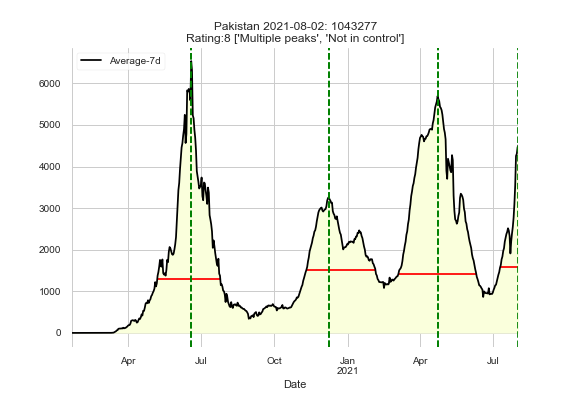 Pakistan 2021-08-02: 1043277
Rating:8 ['Multiple peaks', 'Not in control']
Average-7d
6000
5000
4000
3000
2000
1000
0
Apr Jul Oct Jan Apr Jul
2021
Date